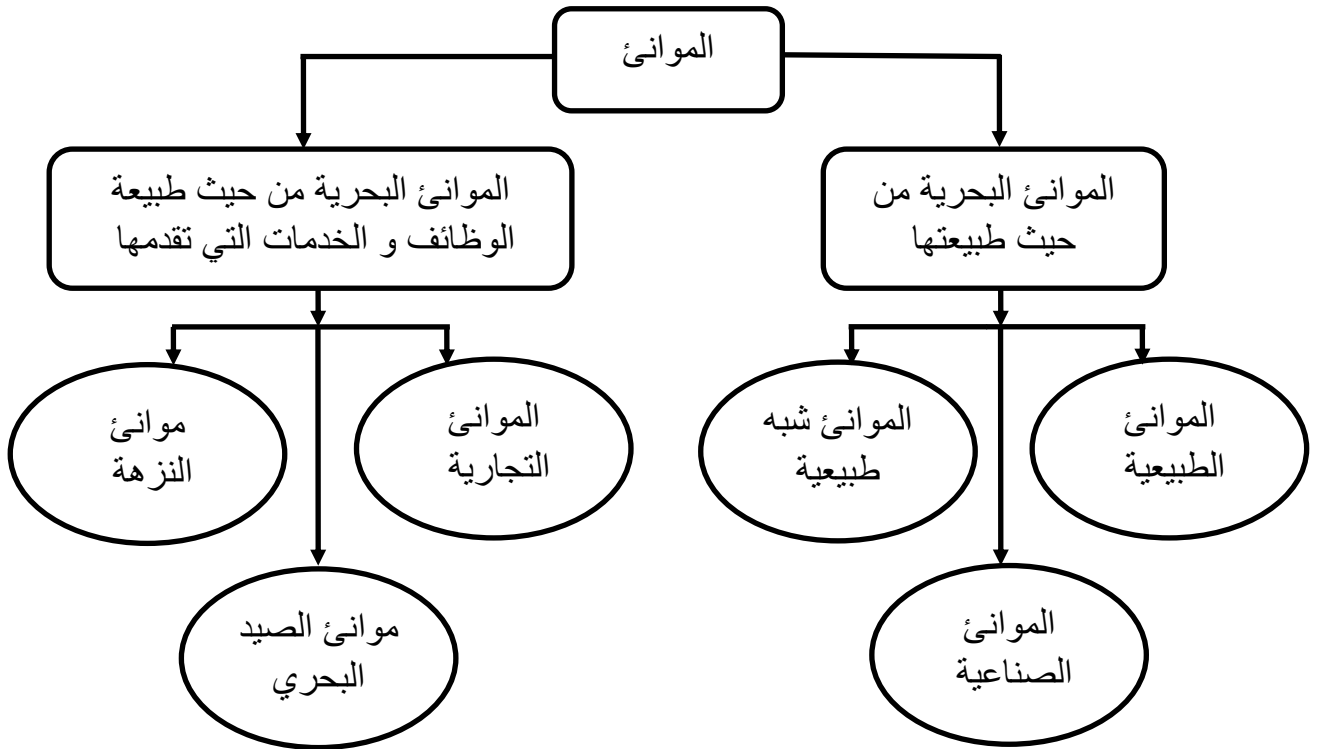 الموانئ
الموانئ البحرية من
حيث طبيعتها
الموانئ البحرية من حيث طبيعة
الوظائف و الخدمات التي تقدمها
الموانئ
الطبيعية
الموانئ شبه
طبيعية
الموانئ
الصناعية
الموانئ
التجارية
موانئ
النزهة
موانئ الصيد
البحري